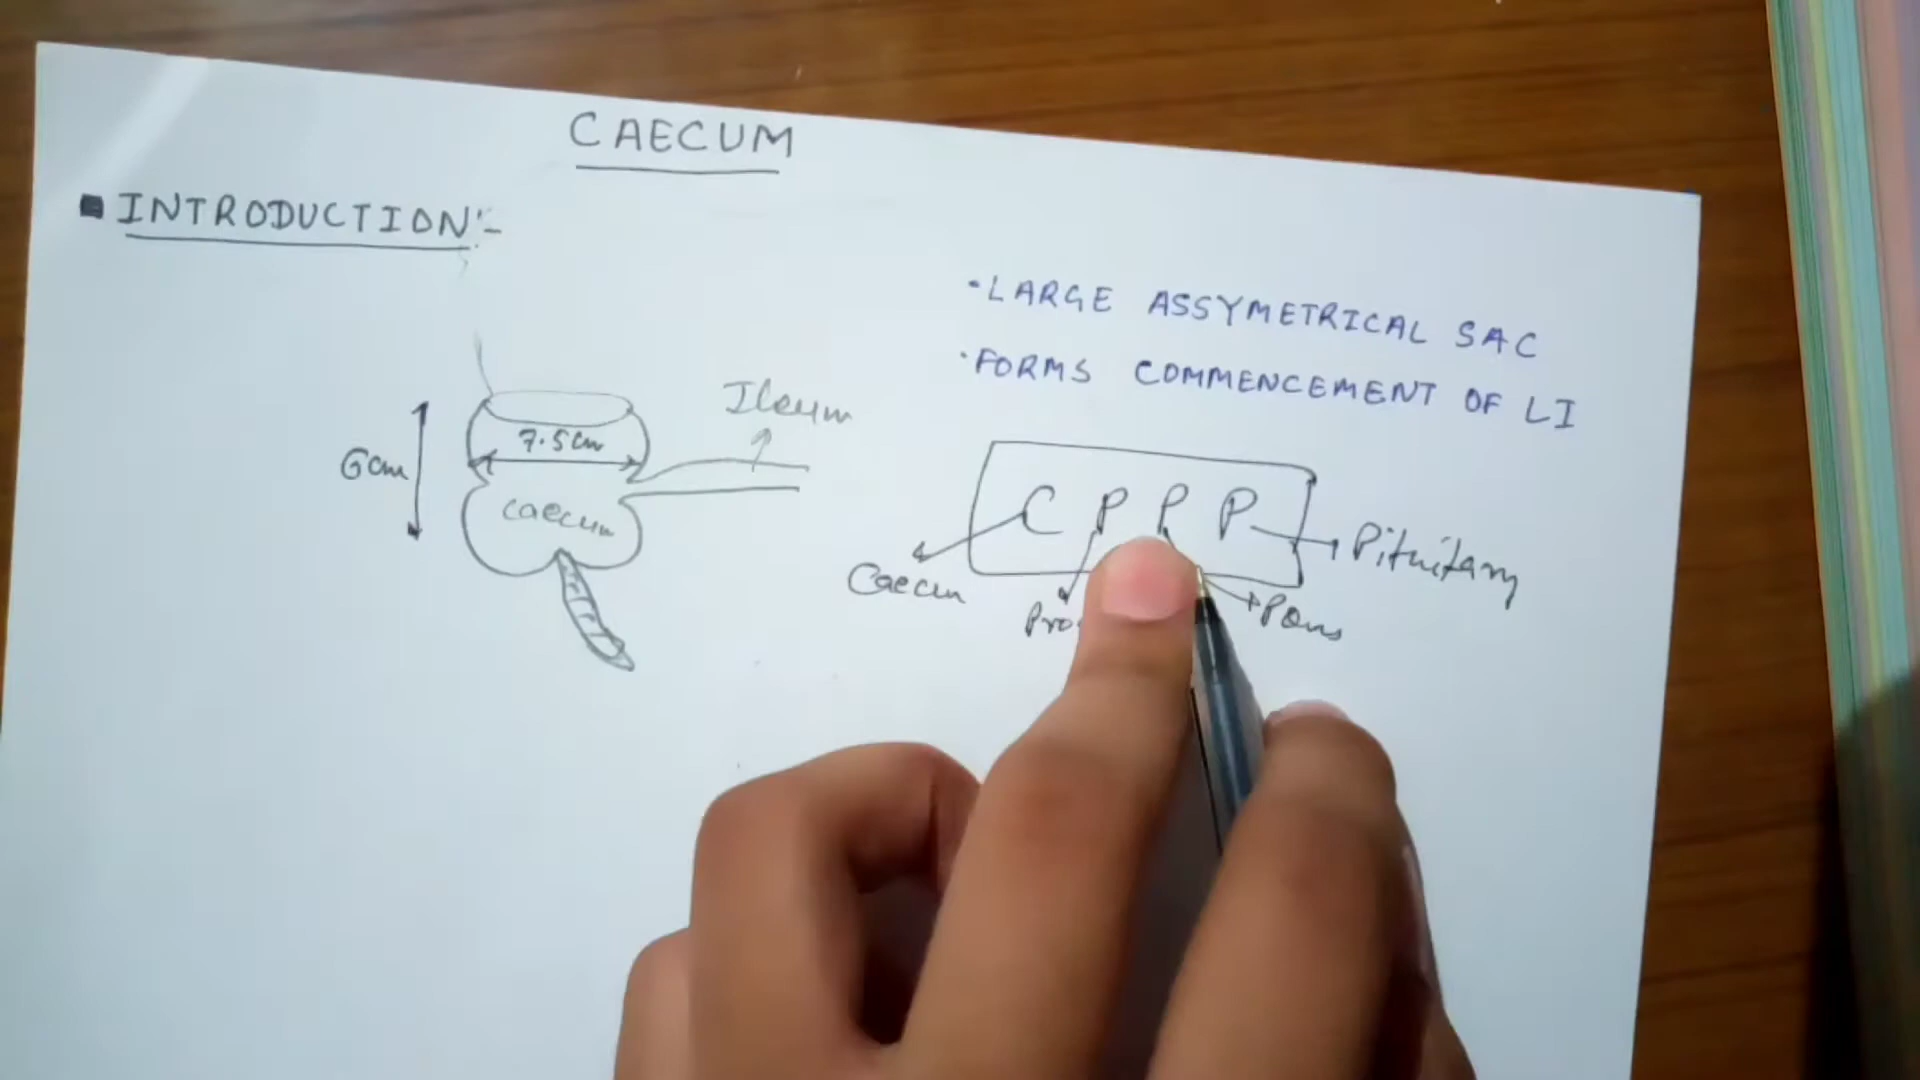 CAECUM
INTRODUCTION:-
• LARGE ASSYMETRICAL SAC
• FORMS COMMENCEMENT OF LI
Ileum
7.5cm
6cm
caecum
C P P P
Pituitary
Caecum
Pons